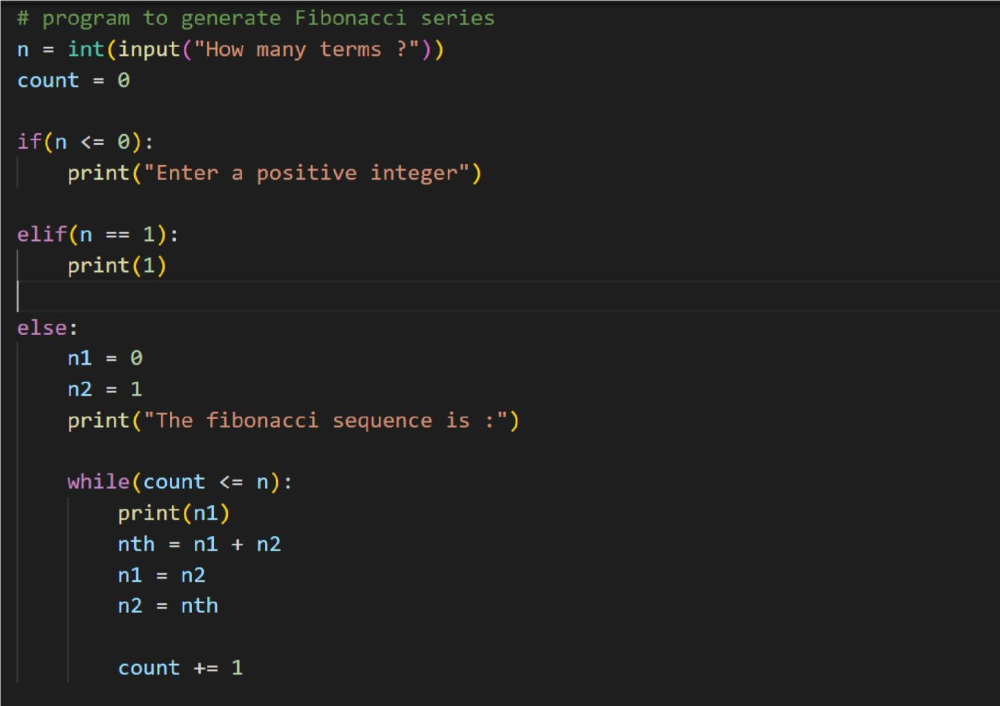 # program to generate Fibonacci series
n = int(input("How many terms ?"))
count = 0
if(n <= 0):
    print("Enter a positive integer")
elif(n == 1):
    print(1)
else:
    n1 = 0
    n2 = 1
    print("The fibonacci sequence is :")
    while(count <= n):
        print(n1)
        nth = n1 + n2
        n1 = n2
        n2 = nth
        count += 1